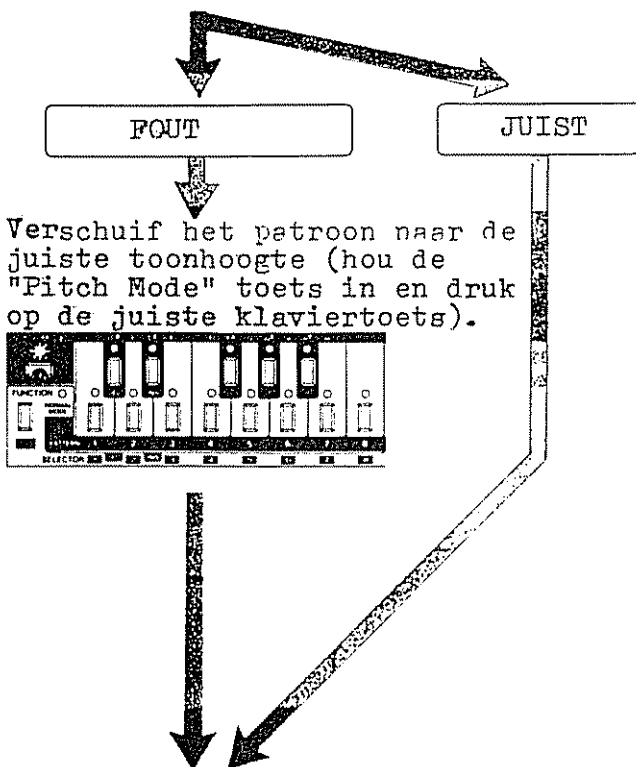 FOUT
JUIST
Verschuif het patroon naar de
juiste toonhoogte (hou de
"Pitch Mode" toets in en druk
op de juiste klaviertoets).
FUNCTION
SELECTOR